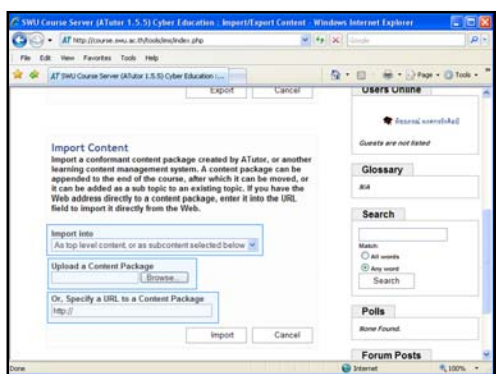 SWU Course Server (ATutor 1.5.5) Cyber Education : Import/Export Content - Windows Internet Explorer
http://course.swu.ac.th/tools/ims/index.php
Google
File Edit View Favorites Tools Help
SWU Course Server (ATutor 1.5.5) Cyber Education : ...
Page Tools
Export Cancel
Users Online
Guests are not listed
Import Content
Import a conformant content package created by ATutor, or another
learning content management system. A content package can be
appended to the end of the course, after which it can be moved, or
it can be added as a sub topic to an existing topic. If you have the
Web address directly to a content package, enter it into the URL
field to import it directly from the Web.
Glossary
N/A
Import into
As top level content, or as subcontent selected below
Upload a Content Package
Browse...
Or, Specify a URL to a Content Package
http://
Import Cancel
Search
Match:
All words
Any word
Search
Polls
None Found.
Forum Posts
Done
Internet
100%